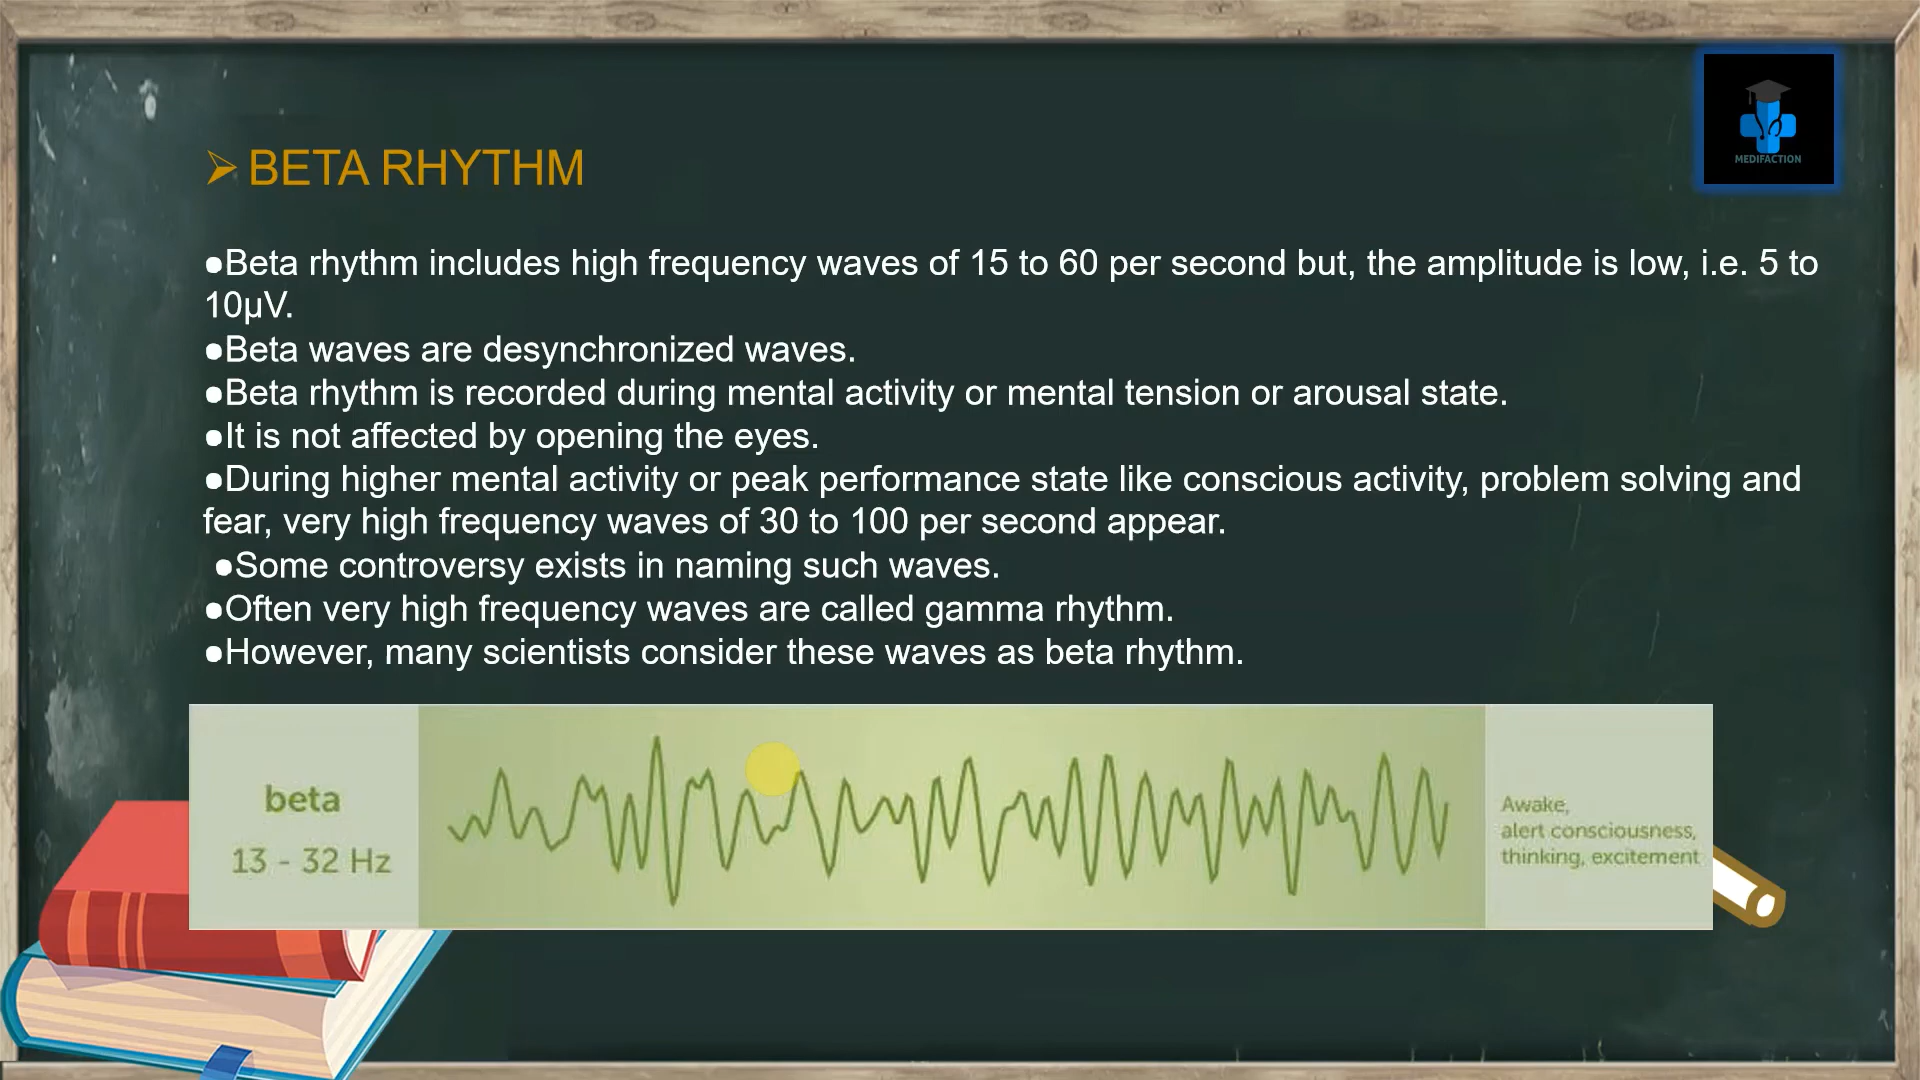 MEDIFACTION
➢ BETA RHYTHM
●Beta rhythm includes high frequency waves of 15 to 60 per second but, the amplitude is low, i.e. 5 to
10µV.
●Beta waves are desynchronized waves.
●Beta rhythm is recorded during mental activity or mental tension or arousal state.
●It is not affected by opening the eyes.
●During higher mental activity or peak performance state like conscious activity, problem solving and
fear, very high frequency waves of 30 to 100 per second appear.
●Some controversy exists in naming such waves.
●Often very high frequency waves are called gamma rhythm.
●However, many scientists consider these waves as beta rhythm.
beta
13 - 32 Hz
Awake,
alert consciousness,
thinking, excitement